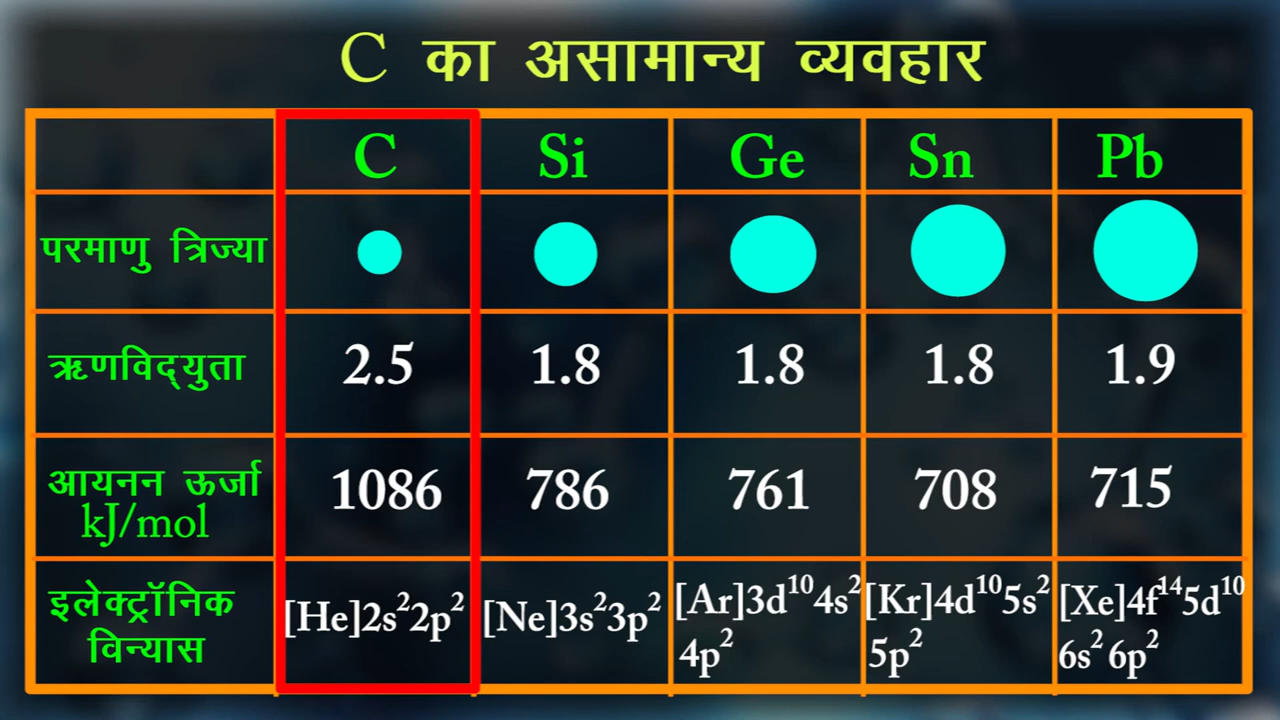 C का असामान्य व्यवहार
C Si Ge Sn Pb
परमाणु त्रिज्या
ऋणविद्‌युता 2.5 1.8 1.8 1.8 1.9
आयनन ऊर्जा
kJ/mol 1086 786 761 708 715
इलेक्ट्रॉनिक
विन्यास
[He]2s²2p² [Ne]3s²3p² [Ar]3d¹⁰4s² [Kr]4d¹⁰5s² [Xe]4f¹⁴5d¹⁰
4p² 5p² 6s² 6p²